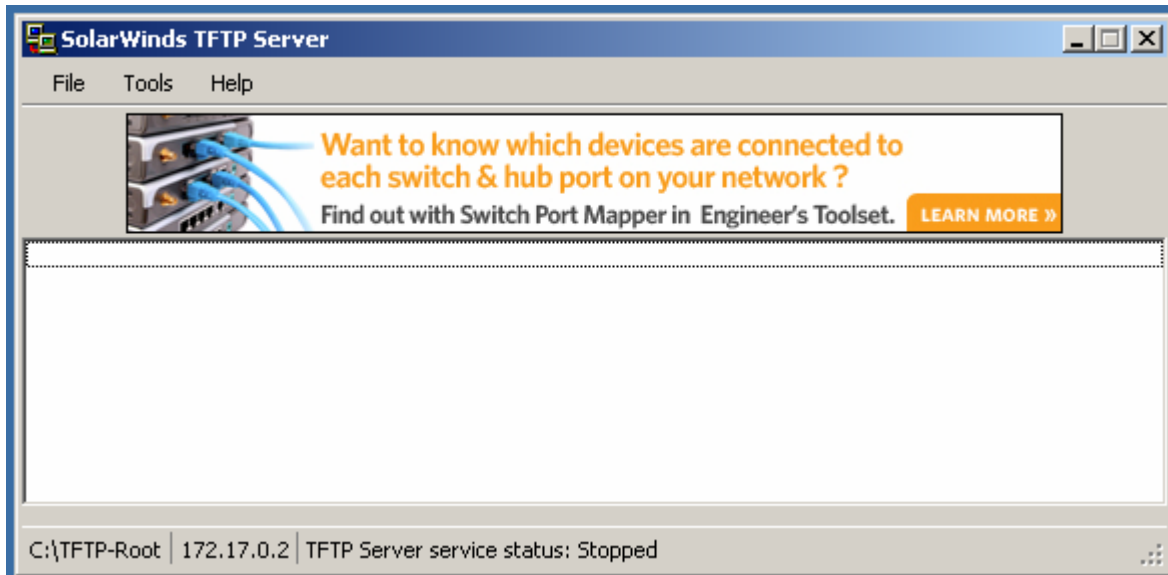 SolarWinds TFTP Server
File Tools Help
Want to know which devices are connected to
each switch & hub port on your network ?
Find out with Switch Port Mapper in Engineer's Toolset. LEARN MORE »
C:\TFTP-Root 172.17.0.2 TFTP Server service status: Stopped